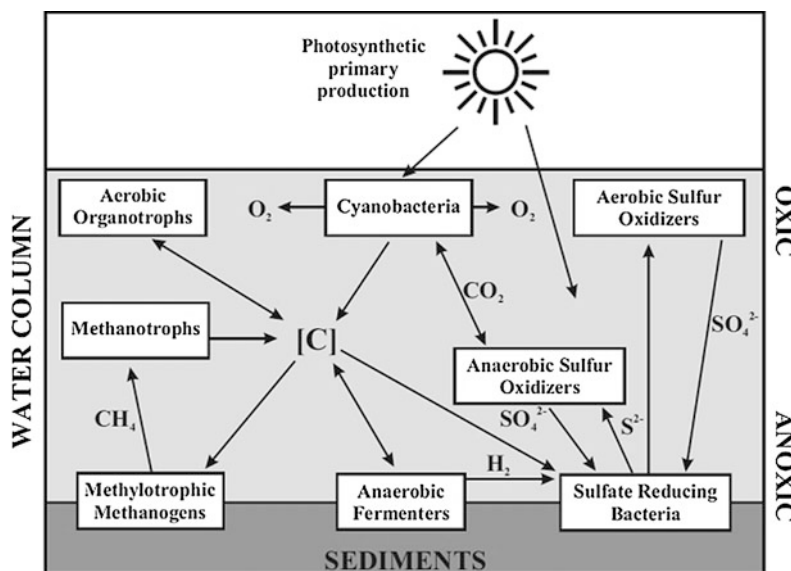 Photosynthetic
primary
production
WATER COLUMN
OXIC
ANOXIC
Aerobic
Organotrophs
O₂
Cyanobacteria
O₂
Aerobic Sulfur
Oxidizers
CO₂
SO₄²⁻
Methanotrophs
[C]
Anaerobic Sulfur
Oxidizers
CH₄
SO₄²⁻
S²⁻
H₂
Methylotrophic
Methanogens
Anaerobic
Fermenters
Sulfate Reducing
Bacteria
SEDIMENTS